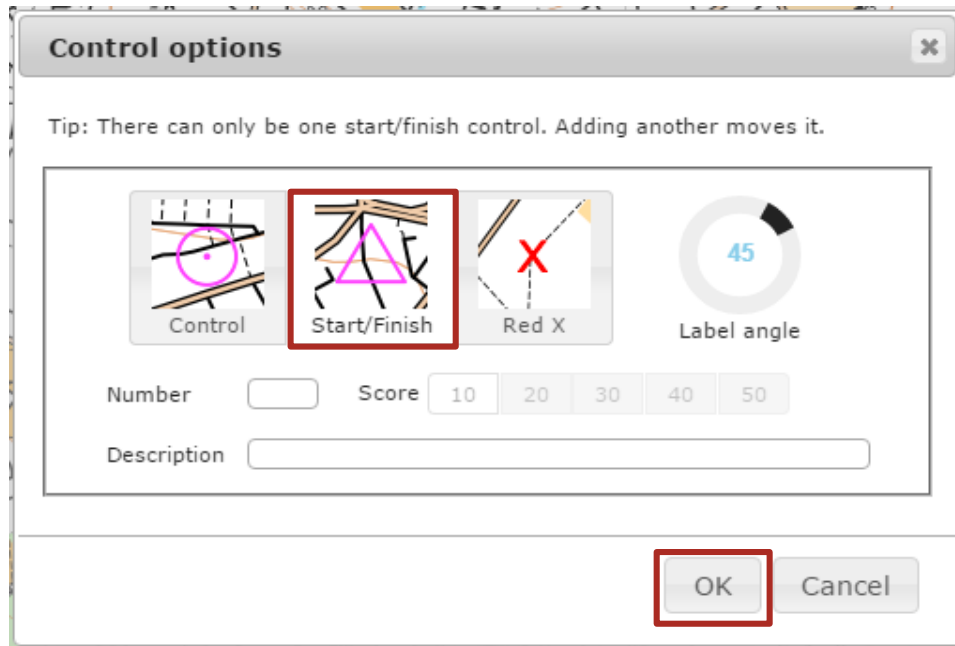 Control options
Tip: There can only be one start/finish control. Adding another moves it.
45
Control Start/Finish Red X Label angle
Number Score 10 20 30 40 50
Description
OK Cancel